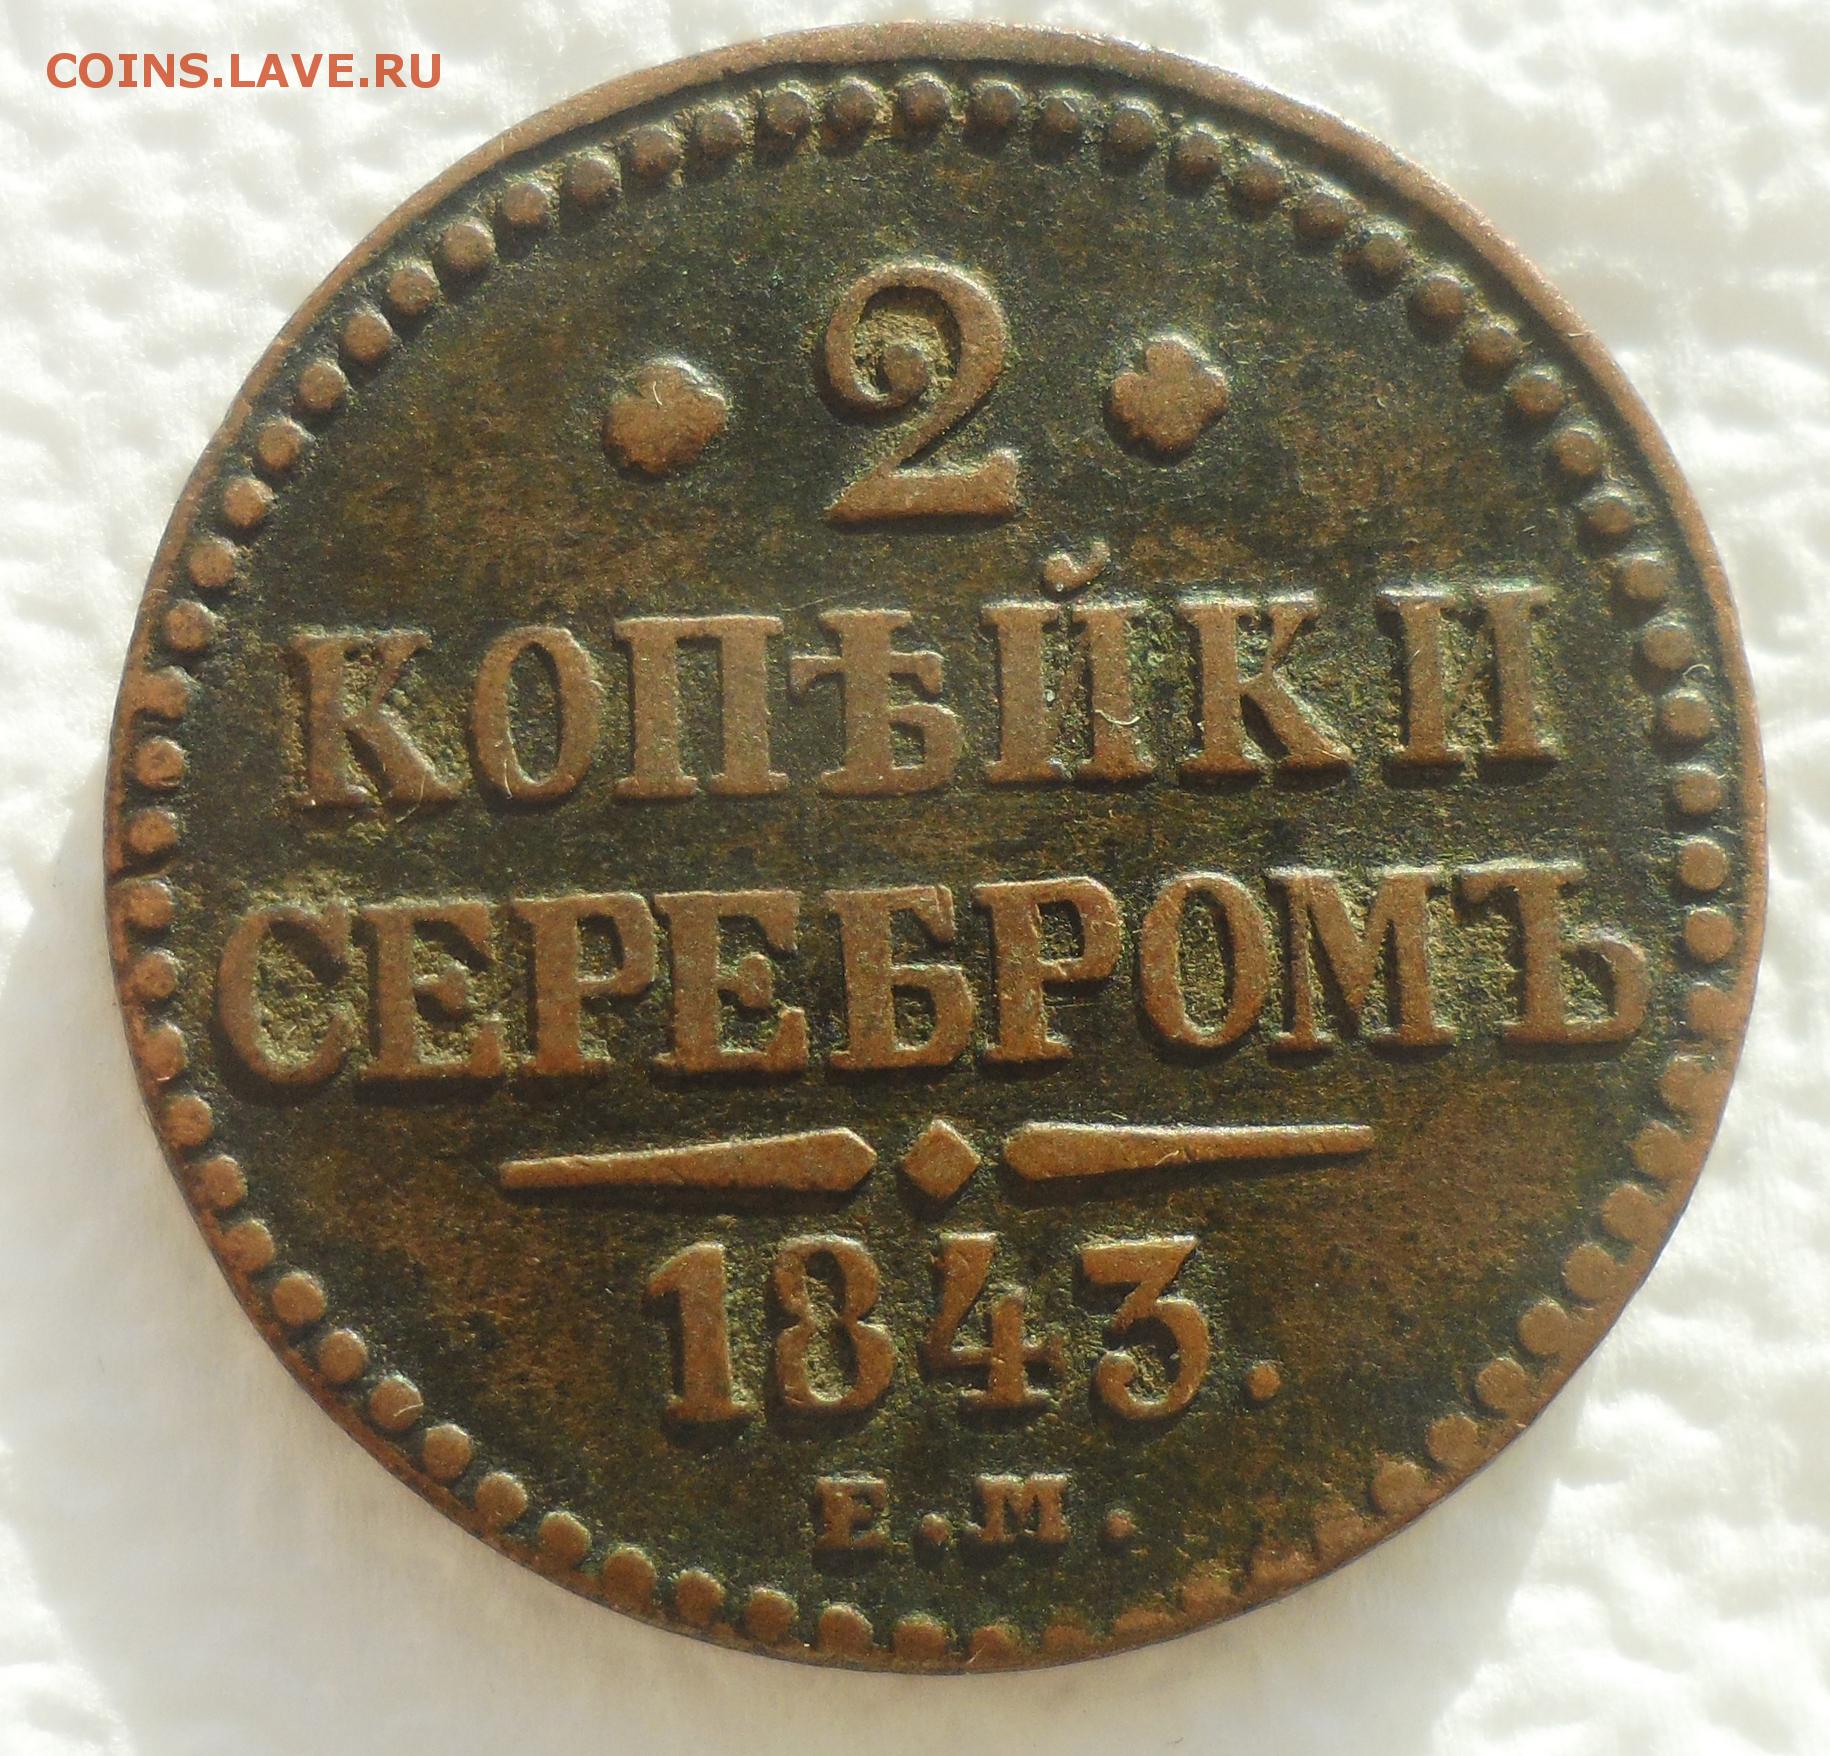 COINS.LAVE.RU
2
КОПѢЙКИ
СЕРЕБРОМЪ
1843.
Е.М.